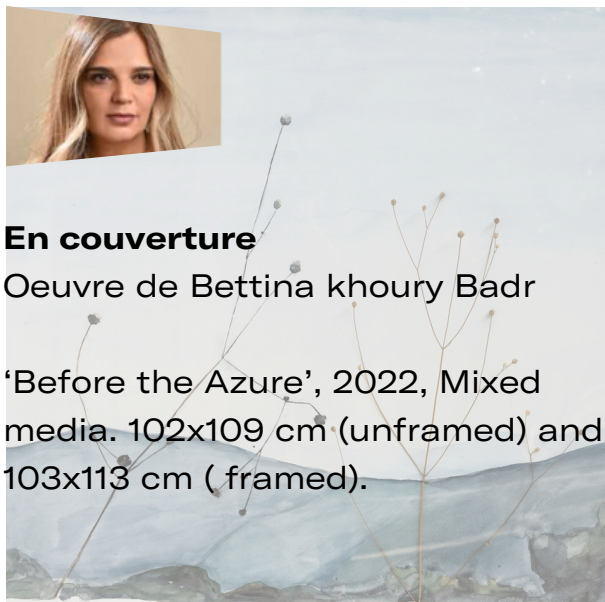 En couverture
Oeuvre de Bettina khoury Badr
‘Before the Azure’, 2022, Mixed
media. 102x109 cm (unframed) and
103x113 cm ( framed).